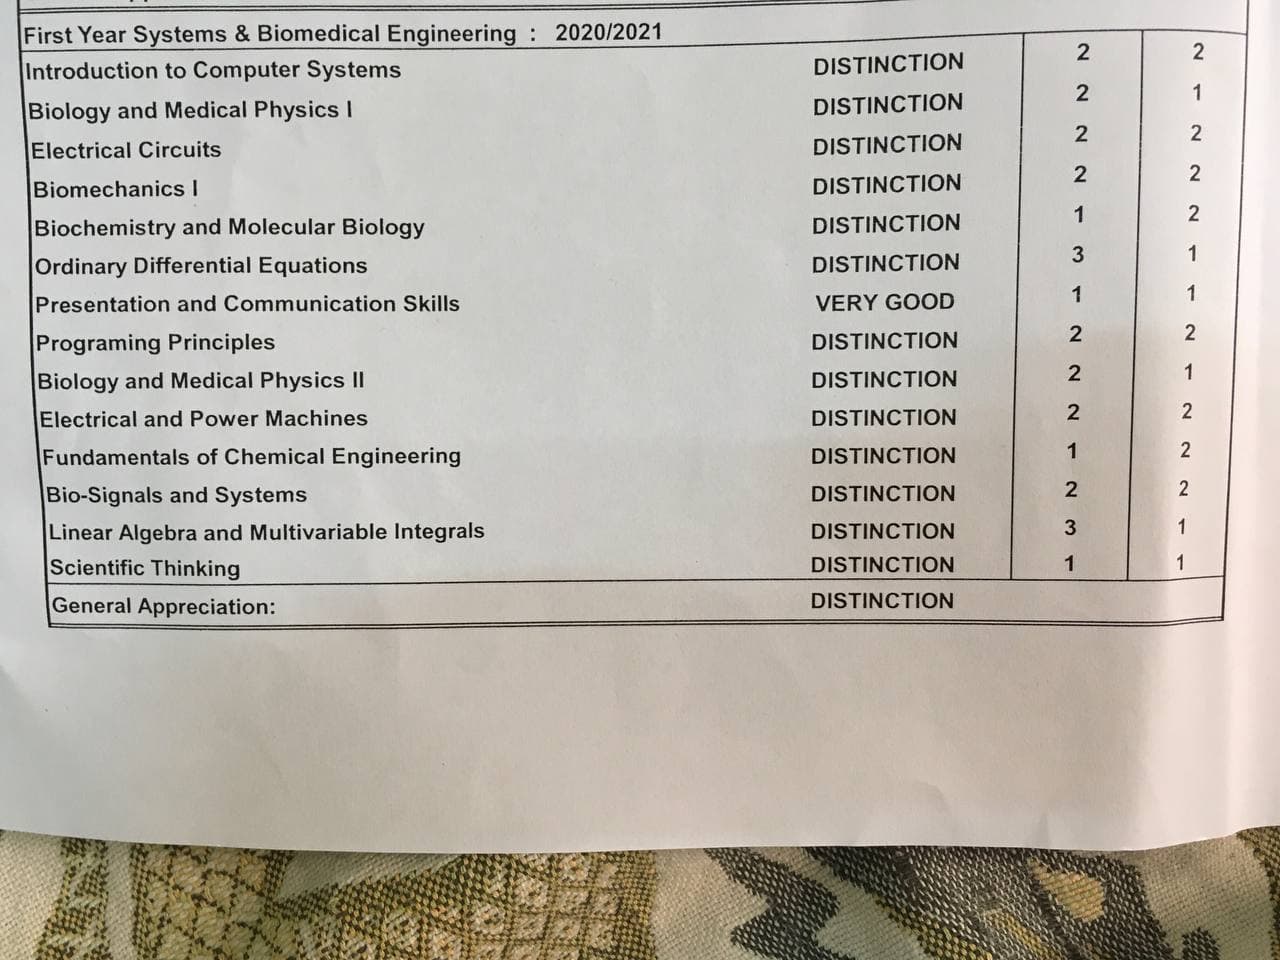 First Year Systems & Biomedical Engineering : 2020/2021
Introduction to Computer Systems DISTINCTION 2 2
Biology and Medical Physics I DISTINCTION 2 1
Electrical Circuits DISTINCTION 2 2
Biomechanics I DISTINCTION 2 2
Biochemistry and Molecular Biology DISTINCTION 1 2
Ordinary Differential Equations DISTINCTION 3 1
Presentation and Communication Skills VERY GOOD 1 1
Programing Principles DISTINCTION 2 2
Biology and Medical Physics II DISTINCTION 2 1
Electrical and Power Machines DISTINCTION 2 2
Fundamentals of Chemical Engineering DISTINCTION 1 2
Bio-Signals and Systems DISTINCTION 2 2
Linear Algebra and Multivariable Integrals DISTINCTION 3 1
Scientific Thinking DISTINCTION 1 1
General Appreciation: DISTINCTION